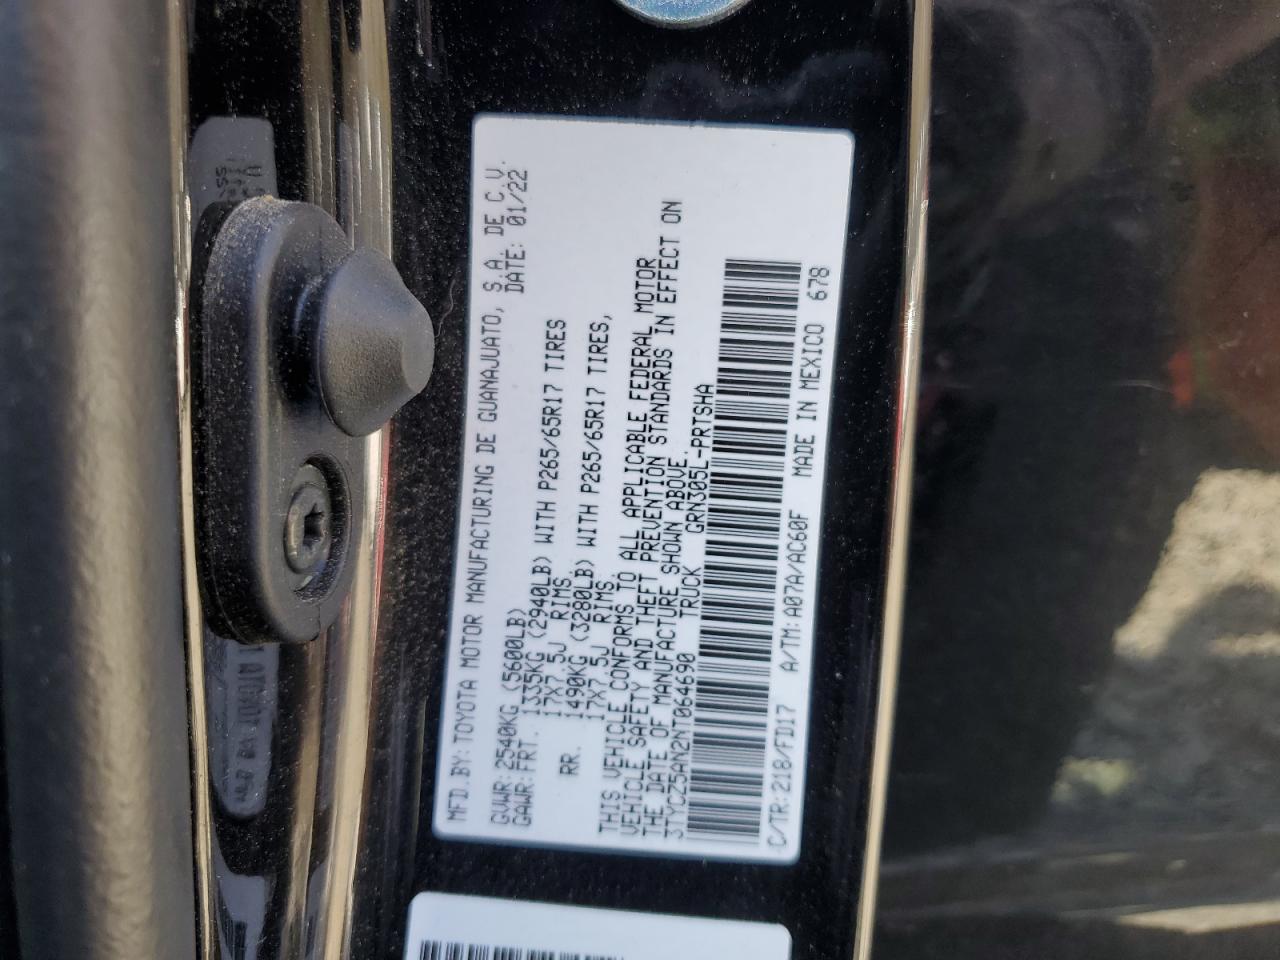 MFD.BY: TOYOTA MOTOR MANUFACTURING DE GUANAJUATO, S.A. DE C.V.
DATE: 01/22
GVWR: 2540KG (5600LB)
GAWR: FRT. 1335KG (2940LB) WITH P265/65R17 TIRES
17X7.5J RIMS,
RR. 1490KG (3280LB) WITH P265/65R17 TIRES,
17X7.5J RIMS.
THIS VEHICLE CONFORMS TO ALL APPLICABLE FEDERAL MOTOR
VEHICLE SAFETY AND THEFT PREVENTION STANDARDS IN EFFECT ON
THE DATE OF MANUFACTURE SHOWN ABOVE.
3TYCZ5AN2NT064690 TRUCK GRN305L-PRTSHA
C/TR: 218/FD17 A/TM: A07A/AC60F MADE IN MEXICO 678